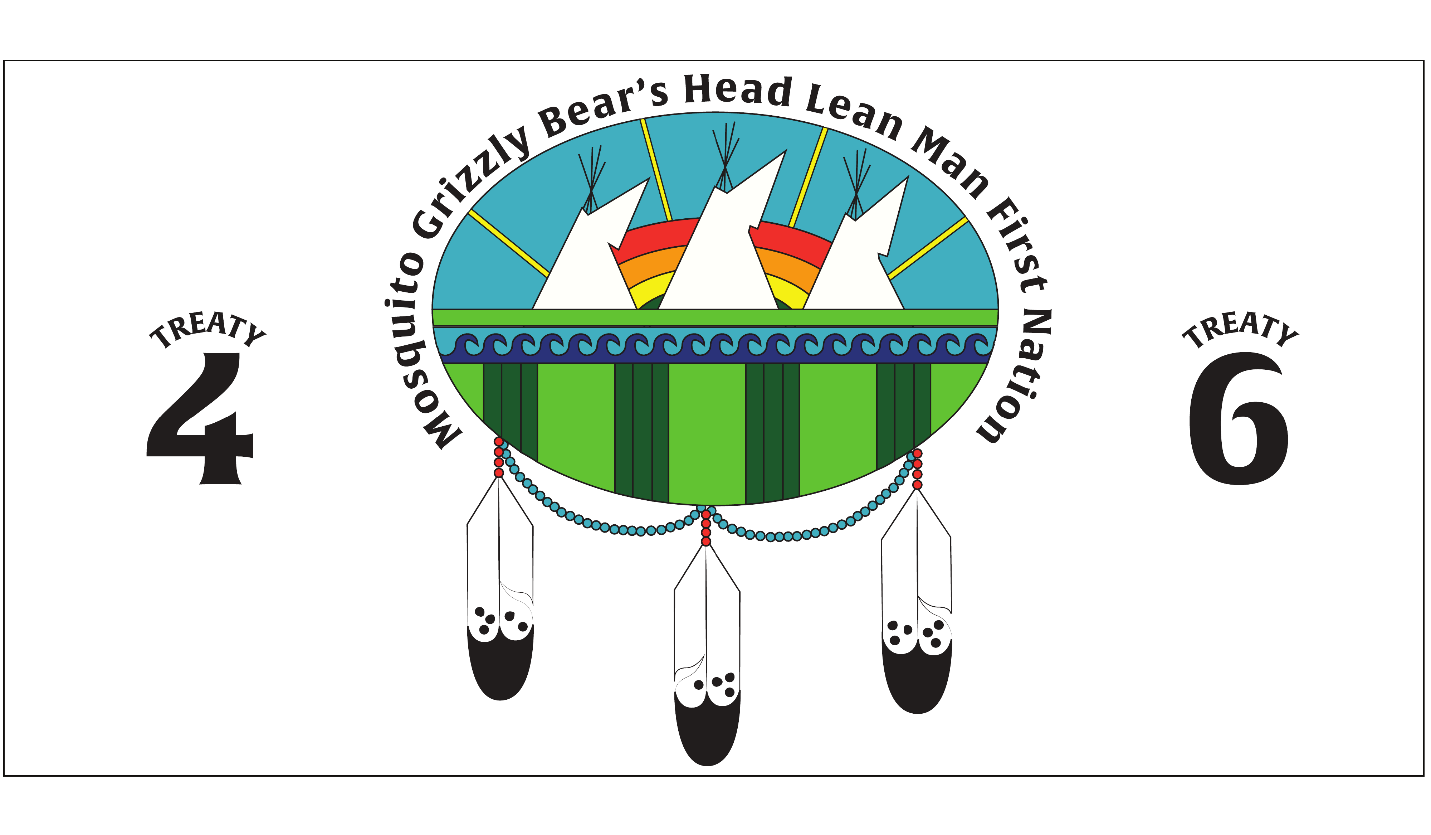 Mosquito Grizzly Bear's Head Lean Man First Nation
TREATY
4
TREATY
6